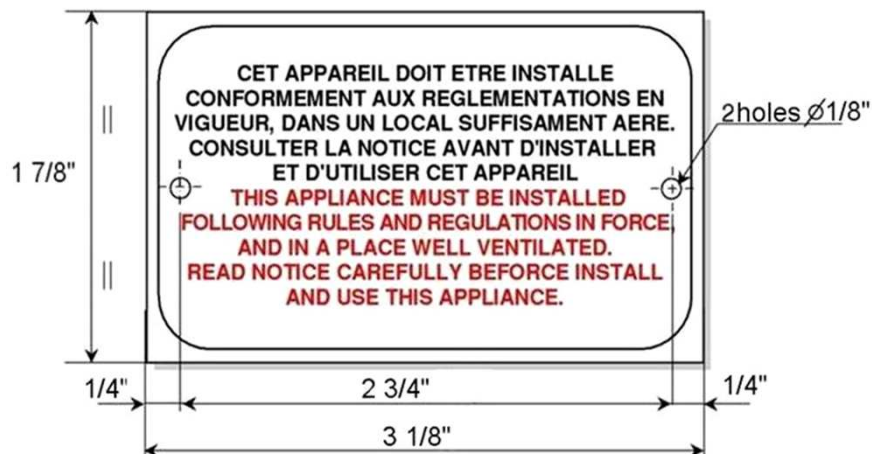 CET APPAREIL DOIT ETRE INSTALLE
CONFORMEMENT AUX REGLEMENTATIONS EN
VIGUEUR, DANS UN LOCAL SUFFISAMENT AERE.
CONSULTER LA NOTICE AVANT D'INSTALLER
ET D'UTILISER CET APPAREIL
THIS APPLIANCE MUST BE INSTALLED
FOLLOWING RULES AND REGULATIONS IN FORCE,
AND IN A PLACE WELL VENTILATED.
READ NOTICE CAREFULLY BEFORCE INSTALL
AND USE THIS APPLIANCE.
2holes ⌀1/8"
1 7/8"
1/4"
2 3/4"
1/4"
3 1/8"